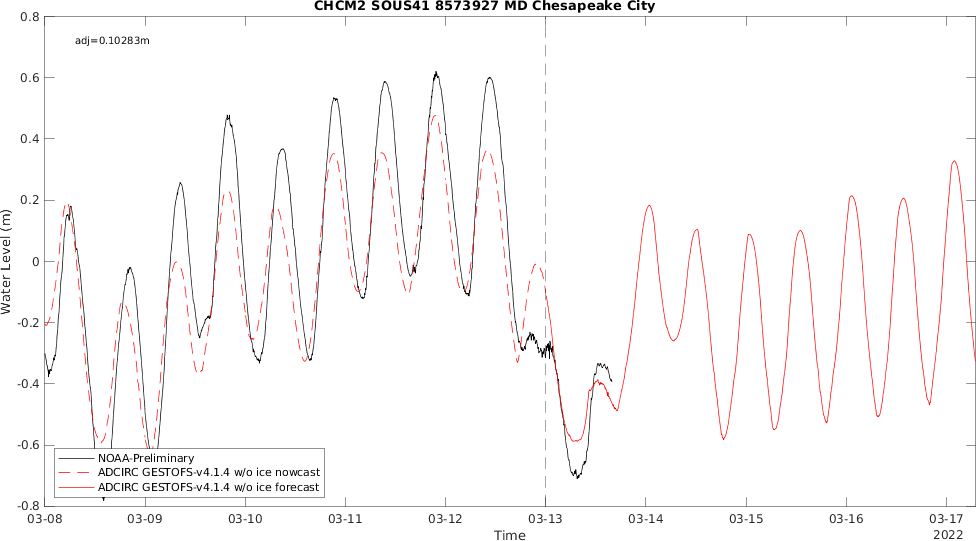 CHCM2 SOUS41 8573927 MD Chesapeake City
adj=0.10283m
0.8
0.6
0.4
0.2
0
-0.2
-0.4
-0.6
-0.8
Water Level (m)
NOAA-Preliminary
ADCIRC GESTOFS-v4.1.4 w/o ice nowcast
ADCIRC GESTOFS-v4.1.4 w/o ice forecast
03-08 03-09 03-10 03-11 03-12 03-13 03-14 03-15 03-16 03-17
Time
2022